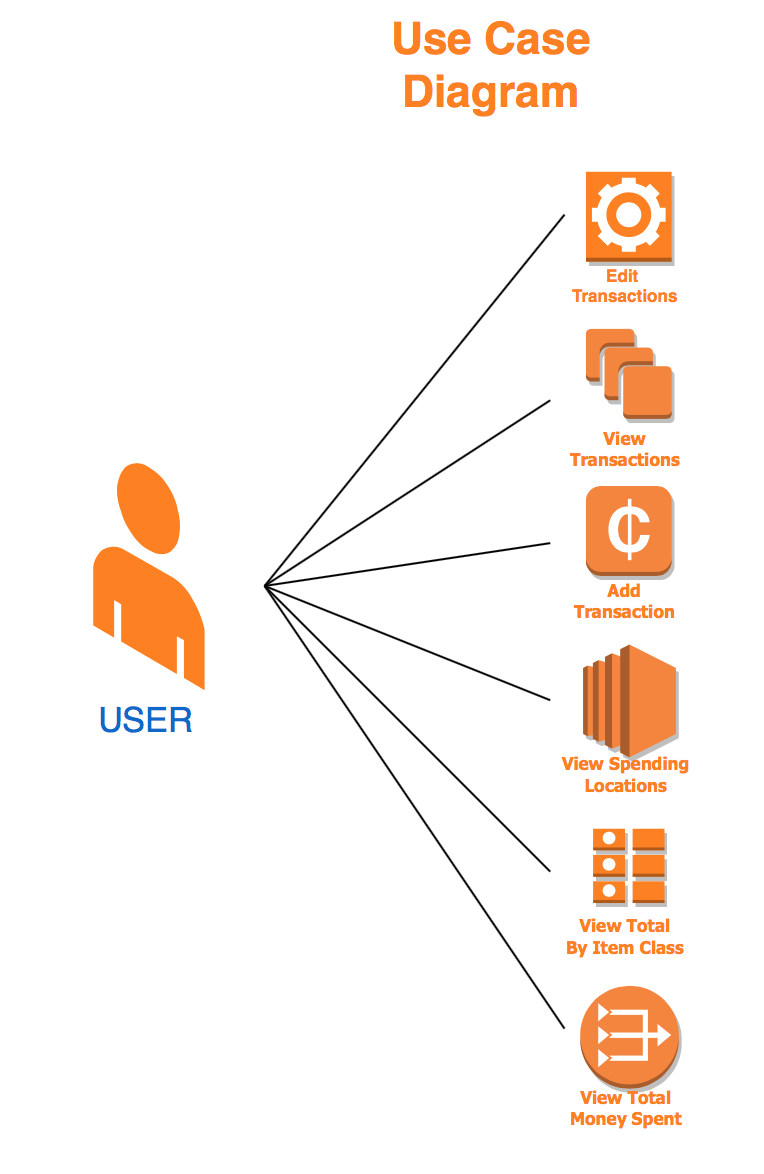 Use Case
Diagram
Edit
Transactions
View
Transactions
¢
Add
Transaction
USER
View Spending
Locations
View Total
By Item Class
View Total
Money Spent